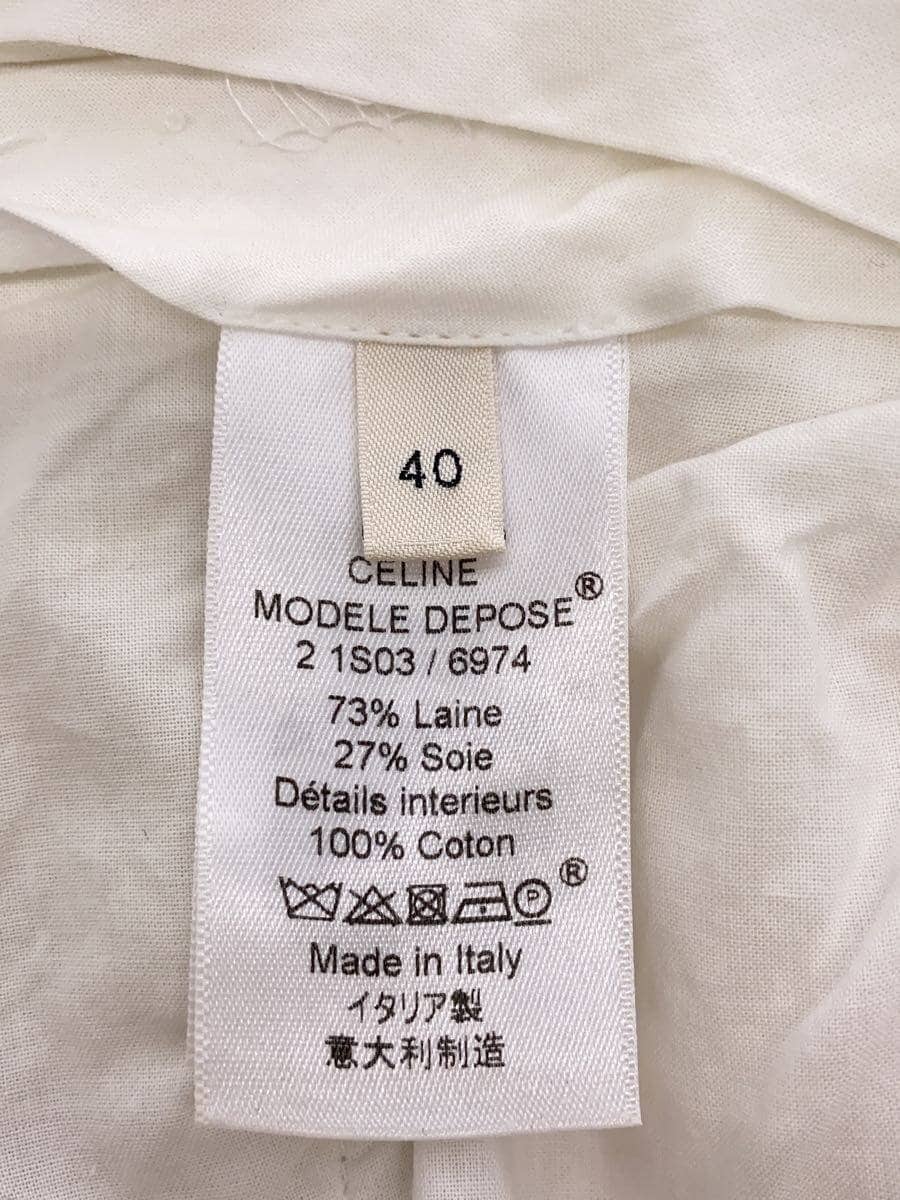 40
CELINE
MODELE DEPOSE®
2 1S03 / 6974
73% Laine
27% Soie
Détails interieurs
100% Coton
P ®
Made in Italy
イタリア製
意大利制造